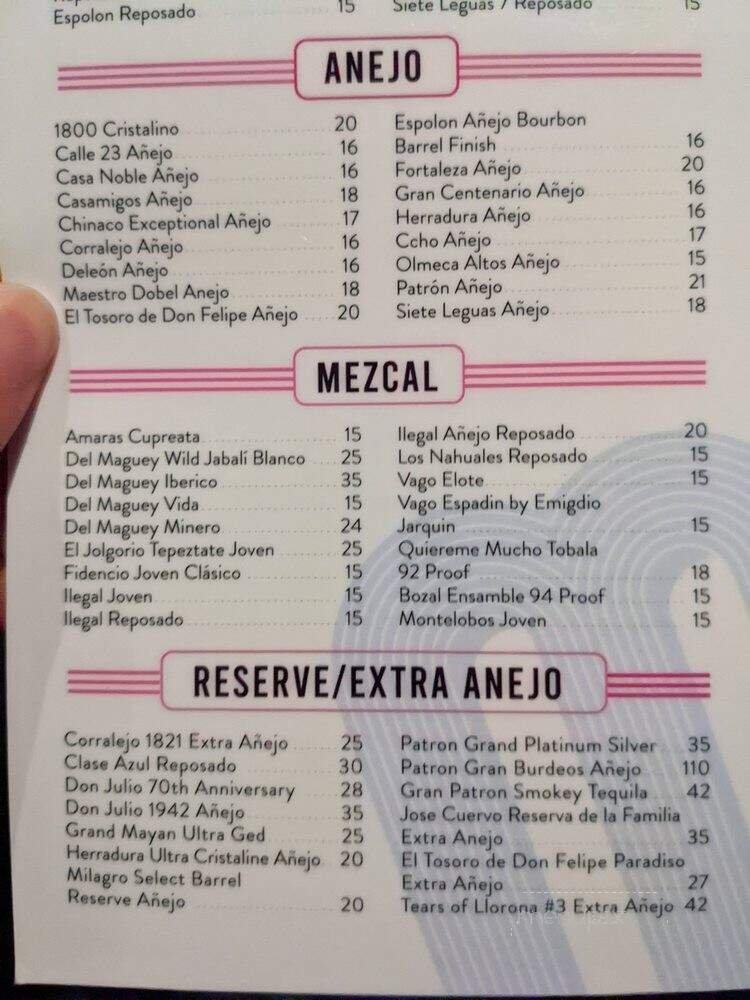 Espolon Reposado 15
Siete Leguas 7 Reposado 15
ANEJO
1800 Cristalino 20
Calle 23 Añejo 16
Casa Noble Añejo 16
Casamigos Añejo 18
Chinaco Exceptional Añejo 17
Corralejo Añejo 16
Deleón Añejo 16
Maestro Dobel Anejo 18
El Tosoro de Don Felipe Añejo 20
Espolon Añejo Bourbon
Barrel Finish 16
Fortaleza Añejo 20
Gran Centenario Añejo 16
Herradura Añejo 16
Ccho Añejo 17
Olmeca Altos Añejo 15
Patrón Añejo 21
Siete Leguas Añejo 18
MEZCAL
Amaras Cupreata 15
Del Maguey Wild Jabalí Blanco 25
Del Maguey Iberico 35
Del Maguey Vida 15
Del Maguey Minero 24
El Jolgorio Tepeztate Joven 25
Fidencio Joven Clásico 15
Ilegal Joven 15
Ilegal Reposado 15
Ilegal Añejo Reposado 20
Los Nahuales Reposado 15
Vago Elote 15
Vago Espadin by Emigdio
Jarquin 15
Quiereme Mucho Tobala
92 Proof 18
Bozal Ensamble 94 Proof 15
Montelobos Joven 15
RESERVE/EXTRA ANEJO
Corralejo 1821 Extra Añejo 25
Clase Azul Reposado 30
Don Julio 70th Anniversary 28
Don Julio 1942 Añejo 35
Grand Mayan Ultra Ged 25
Herradura Ultra Cristaline Añejo 20
Milagro Select Barrel
Reserve Añejo 20
Patron Grand Platinum Silver 35
Patron Gran Burdeos Añejo 110
Gran Patron Smokey Tequila 42
Jose Cuervo Reserva de la Familia
Extra Anejo 35
El Tosoro de Don Felipe Paradiso
Extra Añejo 27
Tears of Llorona #3 Extra Añejo 42